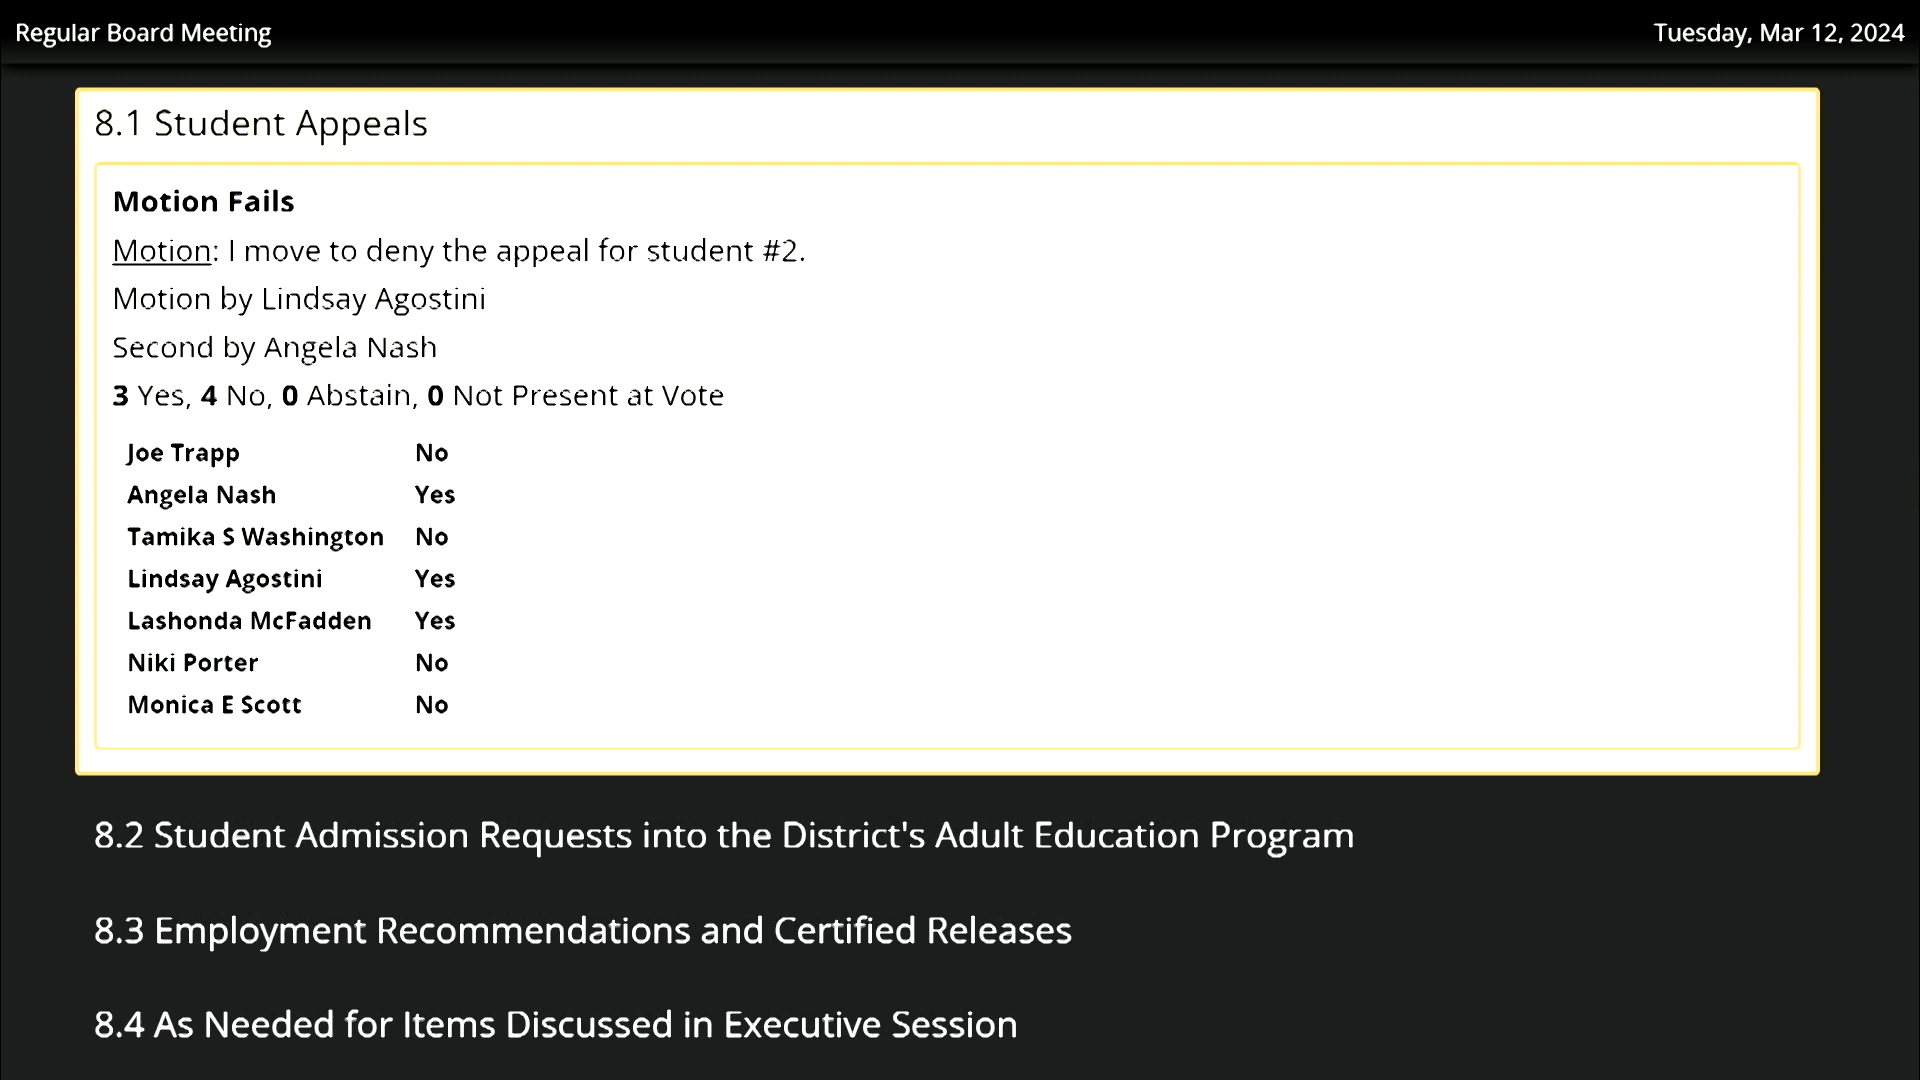 Regular Board Meeting
Tuesday, Mar 12, 2024
8.1 Student Appeals
Motion Fails
Motion: I move to deny the appeal for student #2.
Motion by Lindsay Agostini
Second by Angela Nash
3 Yes, 4 No, 0 Abstain, 0 Not Present at Vote
Joe Trapp No
Angela Nash Yes
Tamika S Washington No
Lindsay Agostini Yes
Lashonda McFadden Yes
Niki Porter No
Monica E Scott No
8.2 Student Admission Requests into the District's Adult Education Program
8.3 Employment Recommendations and Certified Releases
8.4 As Needed for Items Discussed in Executive Session